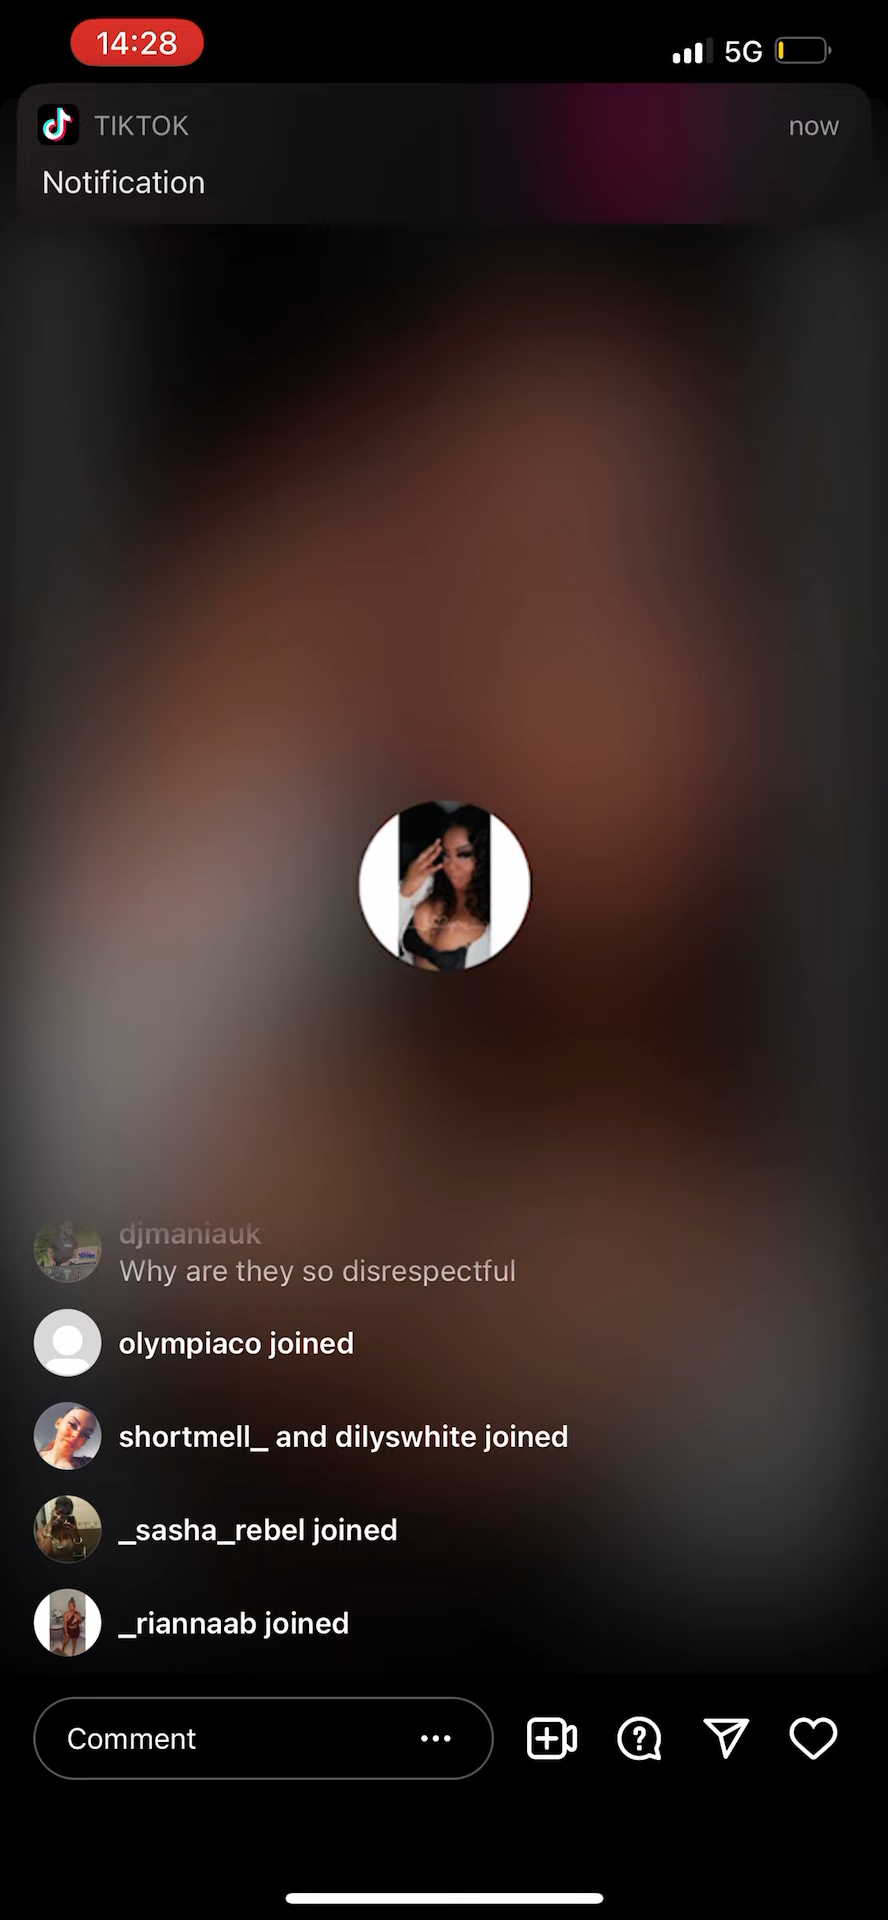 14:28
5G
TIKTOK
now
Notification
djmaniauk
Why are they so disrespectful
olympiaco joined
shortmell_ and dilyswhite joined
_sasha_rebel joined
_riannaab joined
Comment